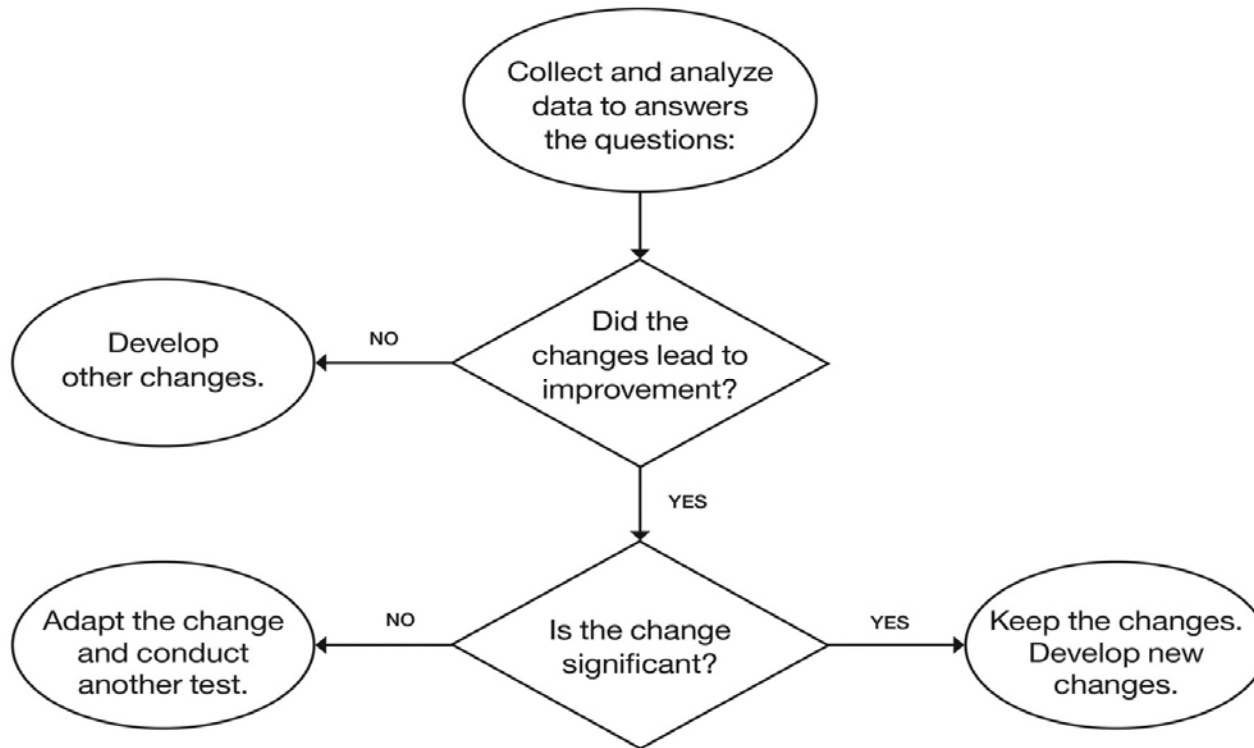 Collect and analyze
data to answers
the questions:
Did the
changes lead to
improvement?
NO
Develop
other changes.
YES
Is the change
significant?
NO
Adapt the change
and conduct
another test.
YES
Keep the changes.
Develop new
changes.